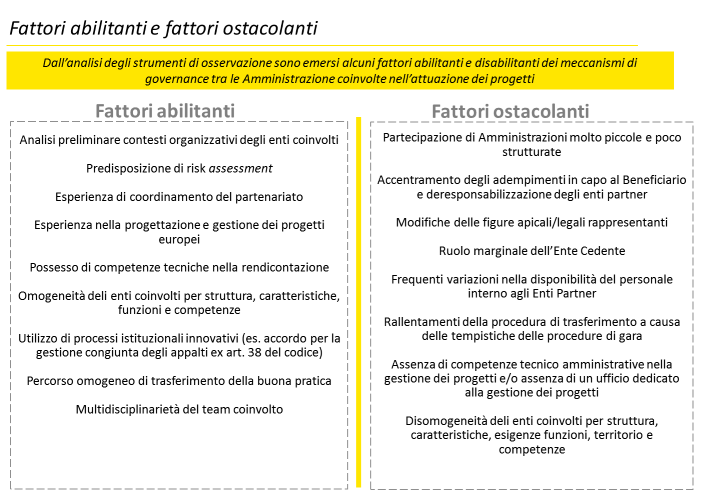 Fattori abilitanti e fattori ostacolanti
Dall'analisi degli strumenti di osservazione sono emersi alcuni fattori abilitanti e disabilitanti dei meccanismi di
governance tra le Amministrazione coinvolte nell'attuazione dei progetti
Fattori abilitanti
Analisi preliminare contesti organizzativi degli enti coinvolti
Predisposizione di risk assessment
Esperienza di coordinamento del partenariato
Esperienza nella progettazione e gestione dei progetti
europei
Possesso di competenze tecniche nella rendicontazione
Omogeneità deli enti coinvolti per struttura, caratteristiche,
funzioni e competenze
Utilizzo di processi istituzionali innovativi (es. accordo per la
gestione congiunta degli appalti ex art. 38 del codice)
Percorso omogeneo di trasferimento della buona pratica
Multidisciplinarietà del team coinvolto
Fattori ostacolanti
Partecipazione di Amministrazioni molto piccole e poco
strutturate
Accentramento degli adempimenti in capo al Beneficiario
e deresponsabilizzazione degli enti partner
Modifiche delle figure apicali/legali rappresentanti
Ruolo marginale dell'Ente Cedente
Frequenti variazioni nella disponibilità del personale
interno agli Enti Partner
Rallentamenti della procedura di trasferimento a causa
delle tempistiche delle procedure di gara
Assenza di competenze tecnico amministrative nella
gestione dei progetti e/o assenza di un ufficio dedicato
alla gestione dei progetti
Disomogeneità deli enti coinvolti per struttura,
caratteristiche, esigenze funzioni, territorio e
competenze